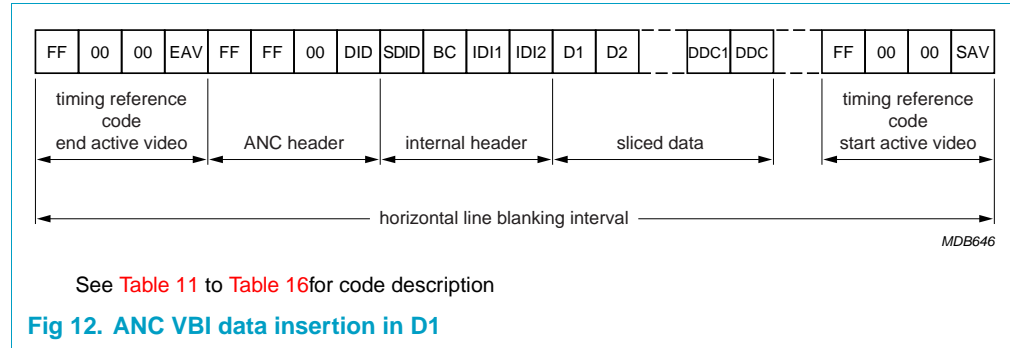 FF 00 00 EAV FF FF 00 DID SDID BC IDI1 IDI2 D1 D2 DDC1 DDC FF 00 00 SAV
timing reference
code
end active video
ANC header
internal header
sliced data
timing reference
code
start active video
horizontal line blanking interval
MDB646
See Table 11 to Table 16for code description
Fig 12. ANC VBI data insertion in D1